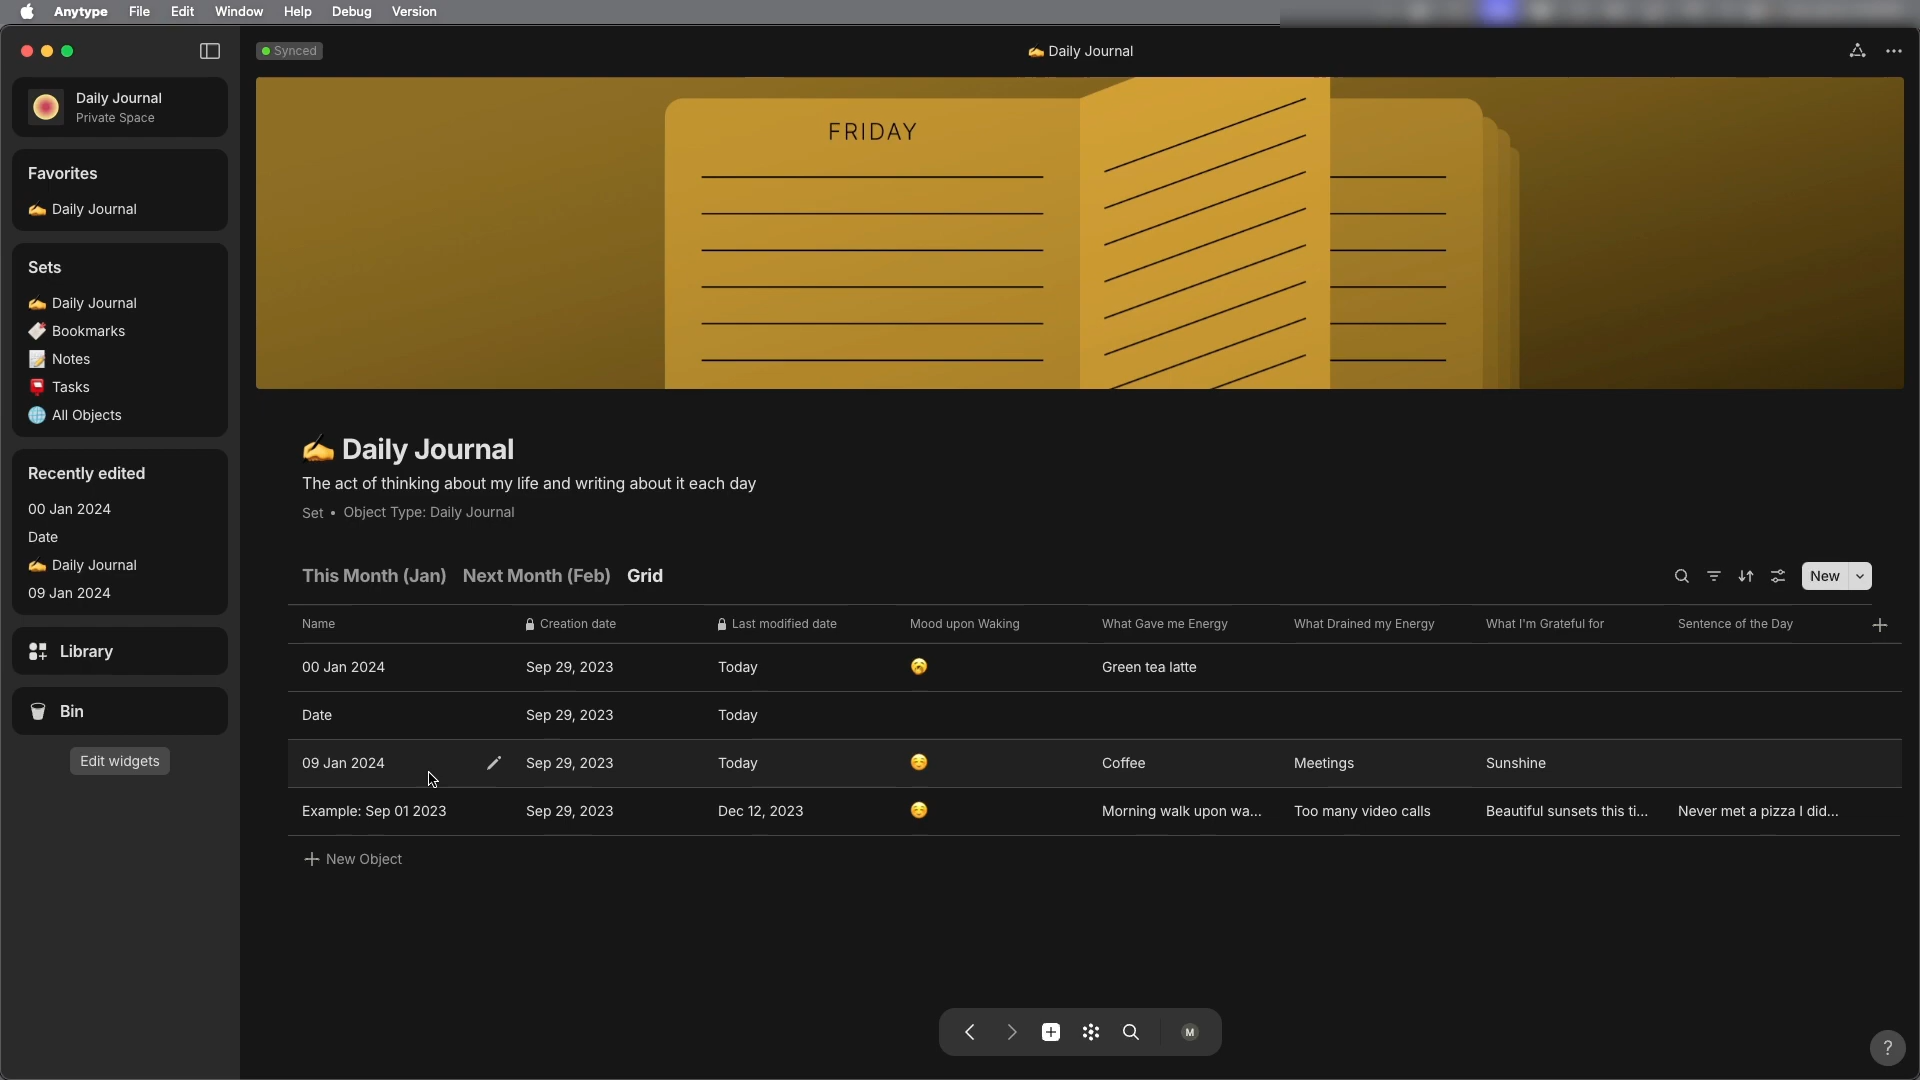 Anytype File Edit Window Help Debug Version
Synced
✍️ Daily Journal
Daily Journal
Private Space
Favorites
✍️ Daily Journal
Sets
✍️ Daily Journal
Bookmarks
Notes
Tasks
All Objects
Recently edited
00 Jan 2024
Date
✍️ Daily Journal
09 Jan 2024
Library
Bin
Edit widgets
FRIDAY
✍️ Daily Journal
The act of thinking about my life and writing about it each day
Set • Object Type: Daily Journal
This Month (Jan) Next Month (Feb) Grid
New
Name Creation date Last modified date Mood upon Waking What Gave me Energy What Drained my Energy What I'm Grateful for Sentence of the Day
00 Jan 2024 Sep 29, 2023 Today 🥱 Green tea latte
Date Sep 29, 2023 Today
09 Jan 2024 Sep 29, 2023 Today ☺️ Coffee Meetings Sunshine
Example: Sep 01 2023 Sep 29, 2023 Dec 12, 2023 ☺️ Morning walk upon wa... Too many video calls Beautiful sunsets this ti... Never met a pizza I did...
+ New Object
M
?